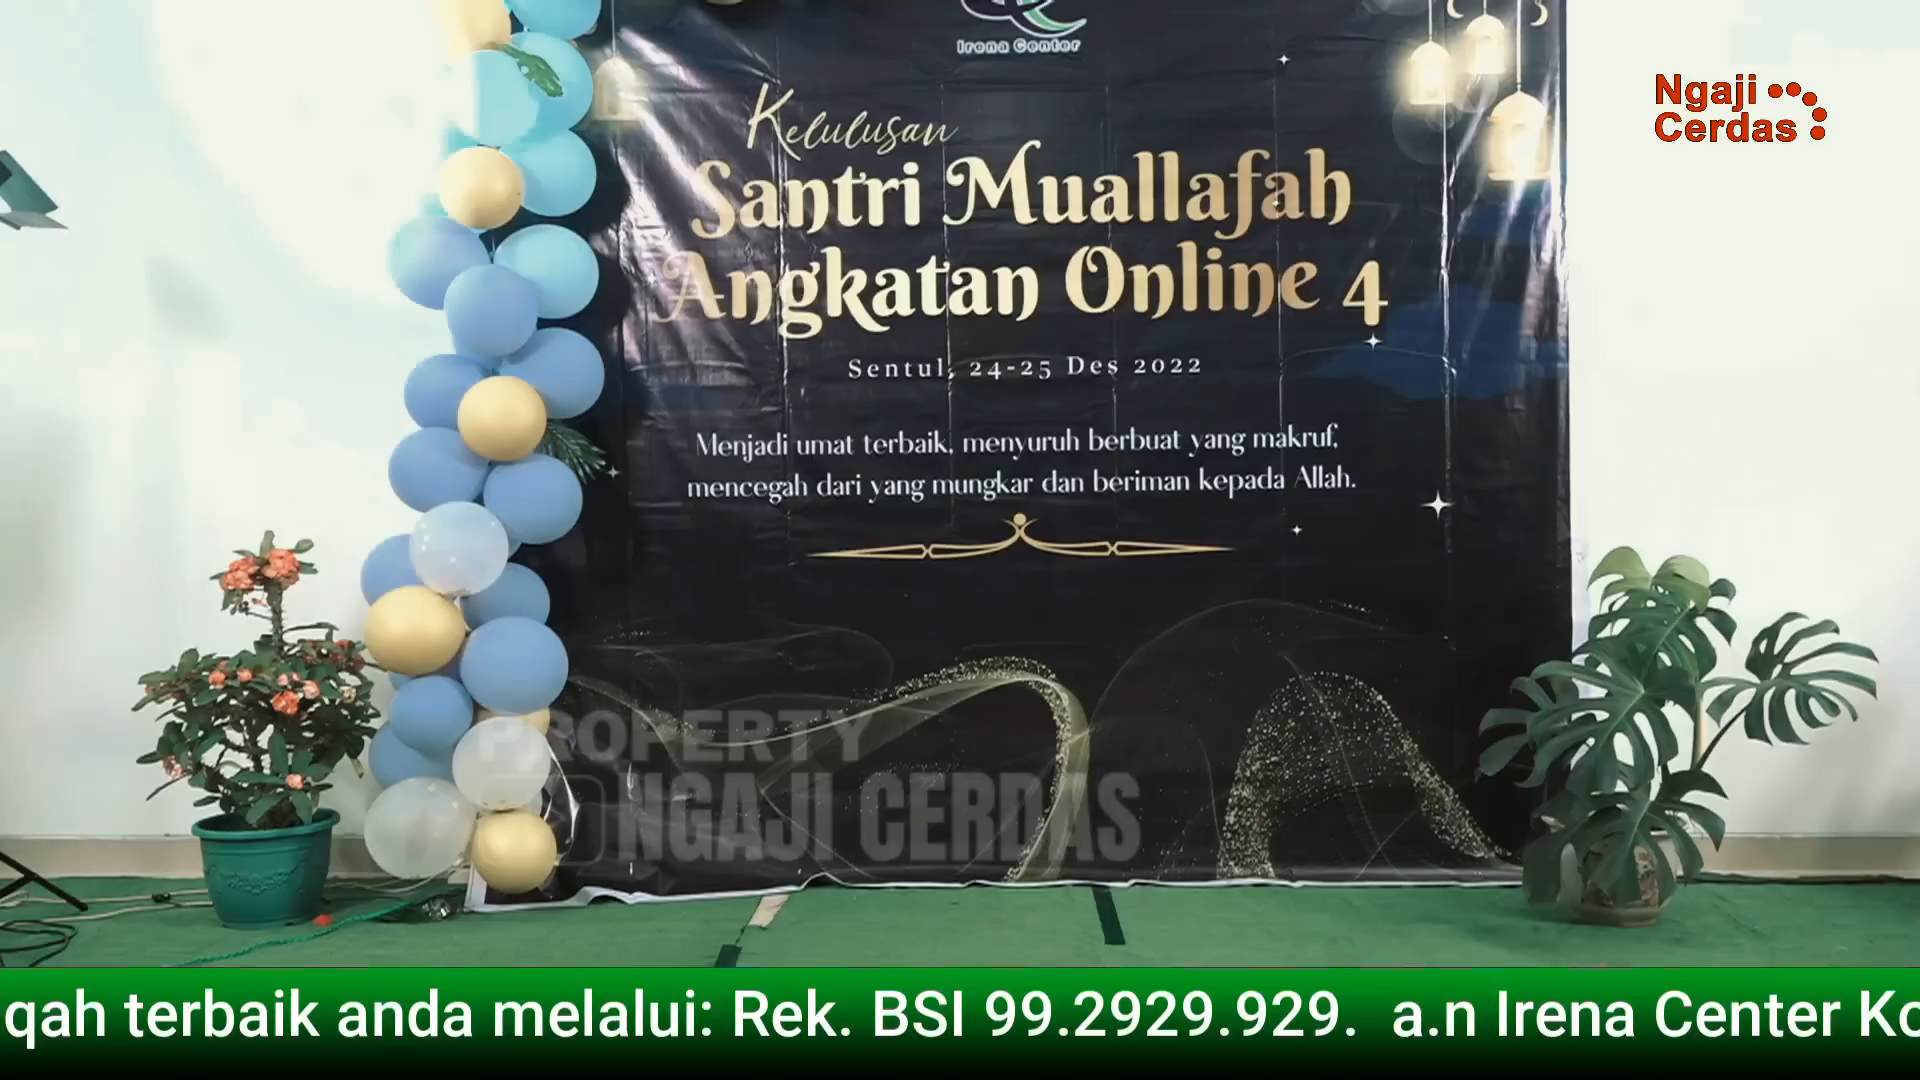 Irena Center
Ngaji
Cerdas
Kelulusan
Santri Muallafah
Angkatan Online 4
Sentul, 24-25 Des 2022
Menjadi umat terbaik, menyuruh berbuat yang makruf,
mencegah dari yang mungkar dan beriman kepada Allah.
PROPERTY
NGAJI CERDAS
qah terbaik anda melalui: Rek. BSI 99.2929.929. a.n Irena Center Ko